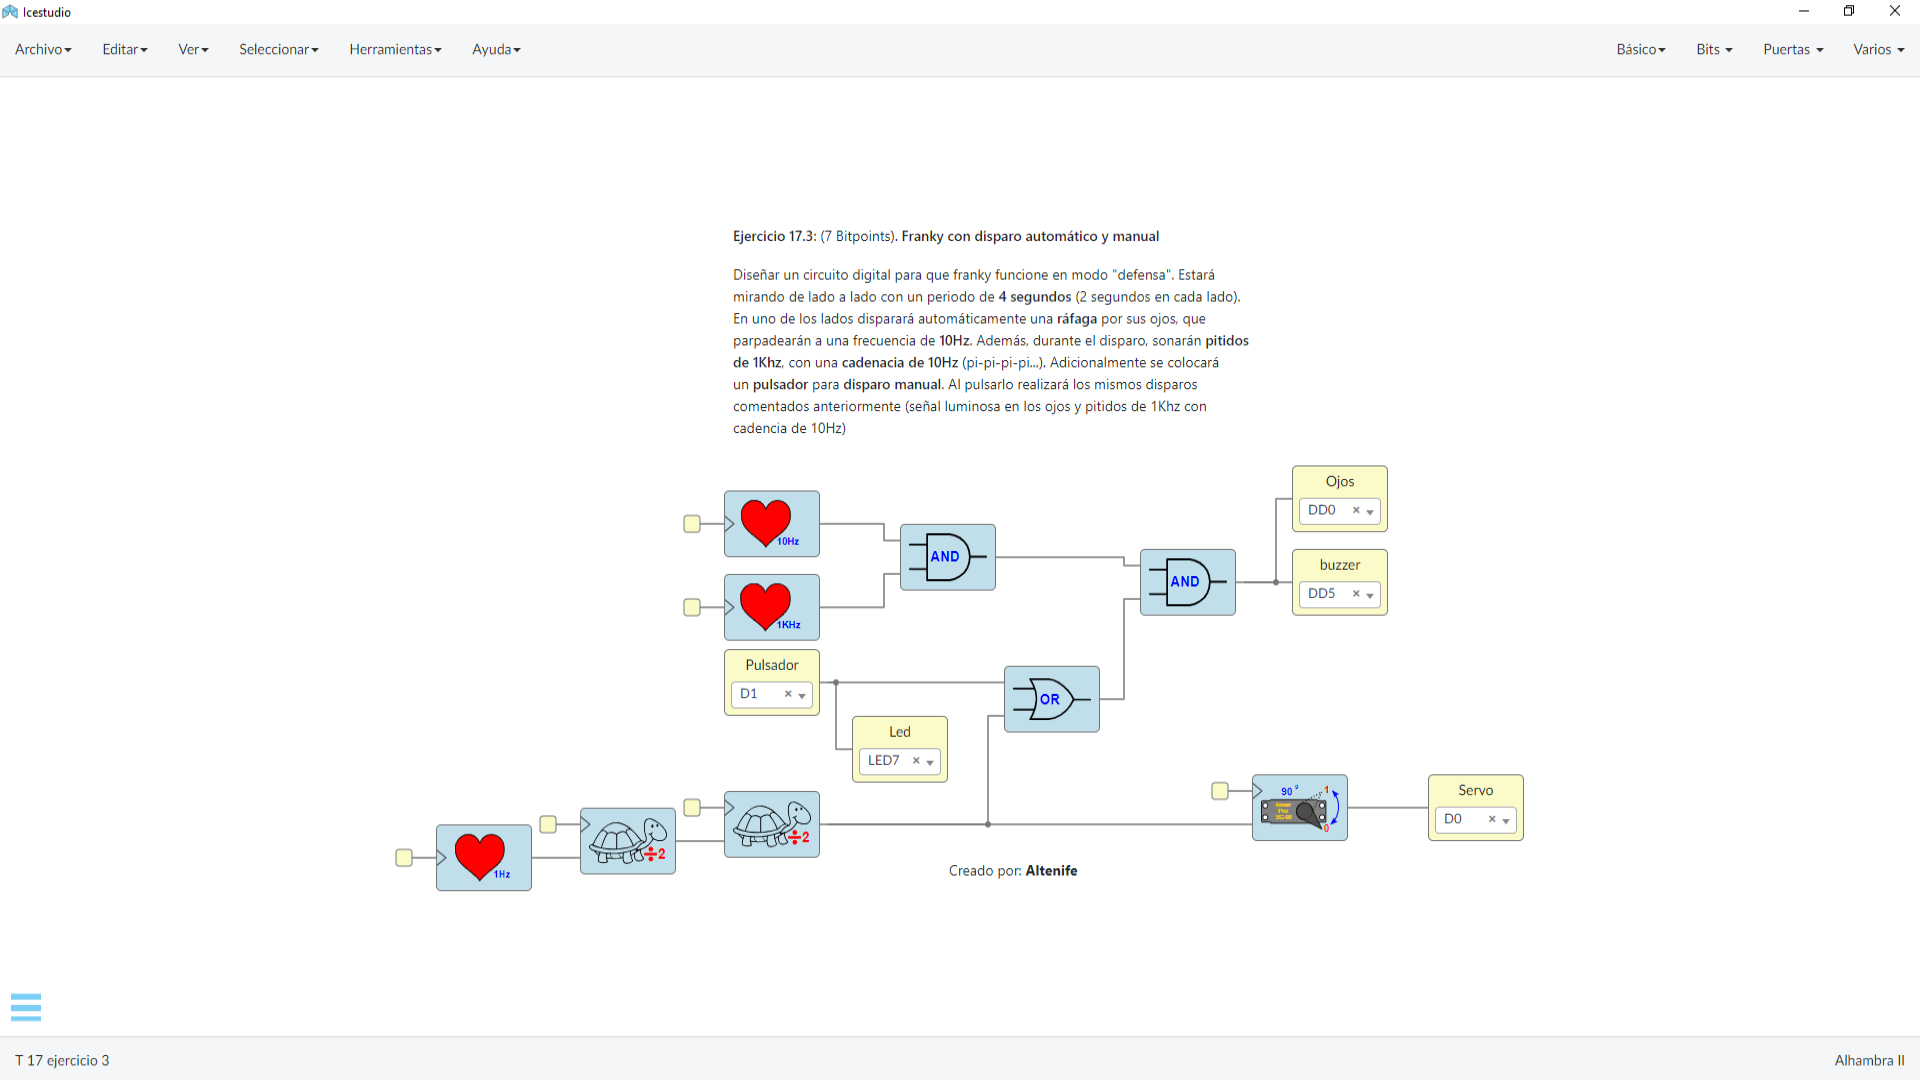 Icestudio
Archivo Editar Ver Seleccionar Herramientas Ayuda Básico Bits Puertas Varios
Ejercicio 17.3: (7 Bitpoints). Franky con disparo automático y manual
Diseñar un circuito digital para que franky funcione en modo "defensa". Estará
mirando de lado a lado con un periodo de 4 segundos (2 segundos en cada lado).
En uno de los lados disparará automáticamente una ráfaga por sus ojos, que
parpadearán a una frecuencia de 10Hz. Además, durante el disparo, sonarán pitidos
de 1Khz, con una cadenacia de 10Hz (pi-pi-pi-pi...). Adicionalmente se colocará
un pulsador para disparo manual. Al pulsarlo realizará los mismos disparos
comentados anteriormente (señal luminosa en los ojos y pitidos de 1Khz con
cadencia de 10Hz)
Ojos
DD0
10Hz
AND
buzzer
DD5
AND
1KHz
Pulsador
D1
OR
Led
LED7
90 º 1
0
Servo
D0
÷2
÷2
1Hz
Creado por: Altenife
T 17 ejercicio 3
Alhambra II